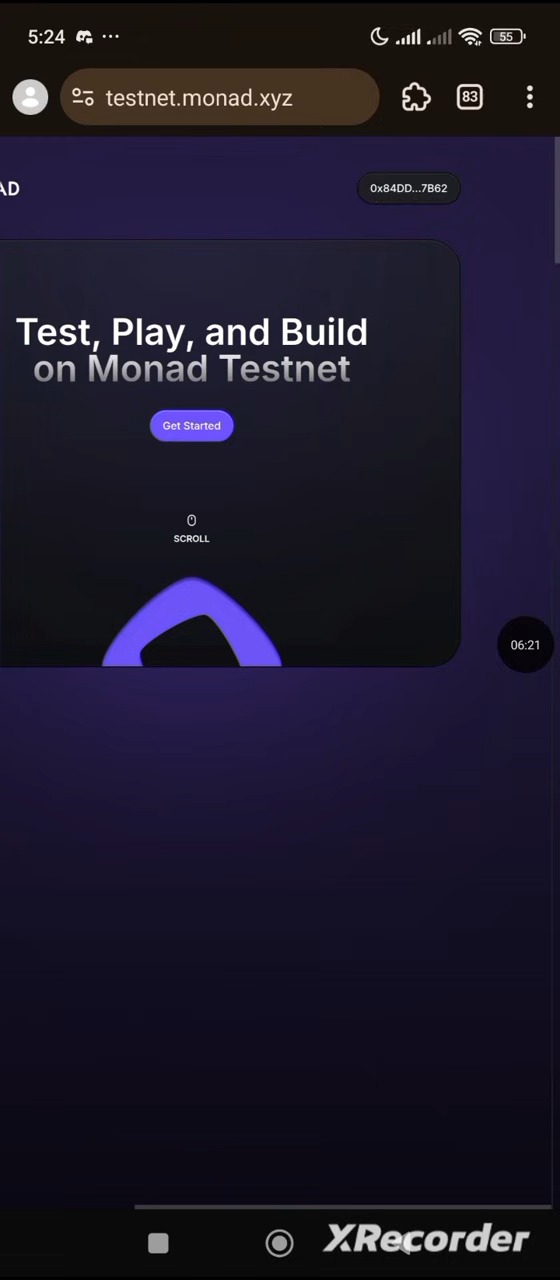 5:24
55
testnet.monad.xyz
83
AD
0x84DD...7B62
Test, Play, and Build
on Monad Testnet
Get Started
SCROLL
06:21
XRecorder